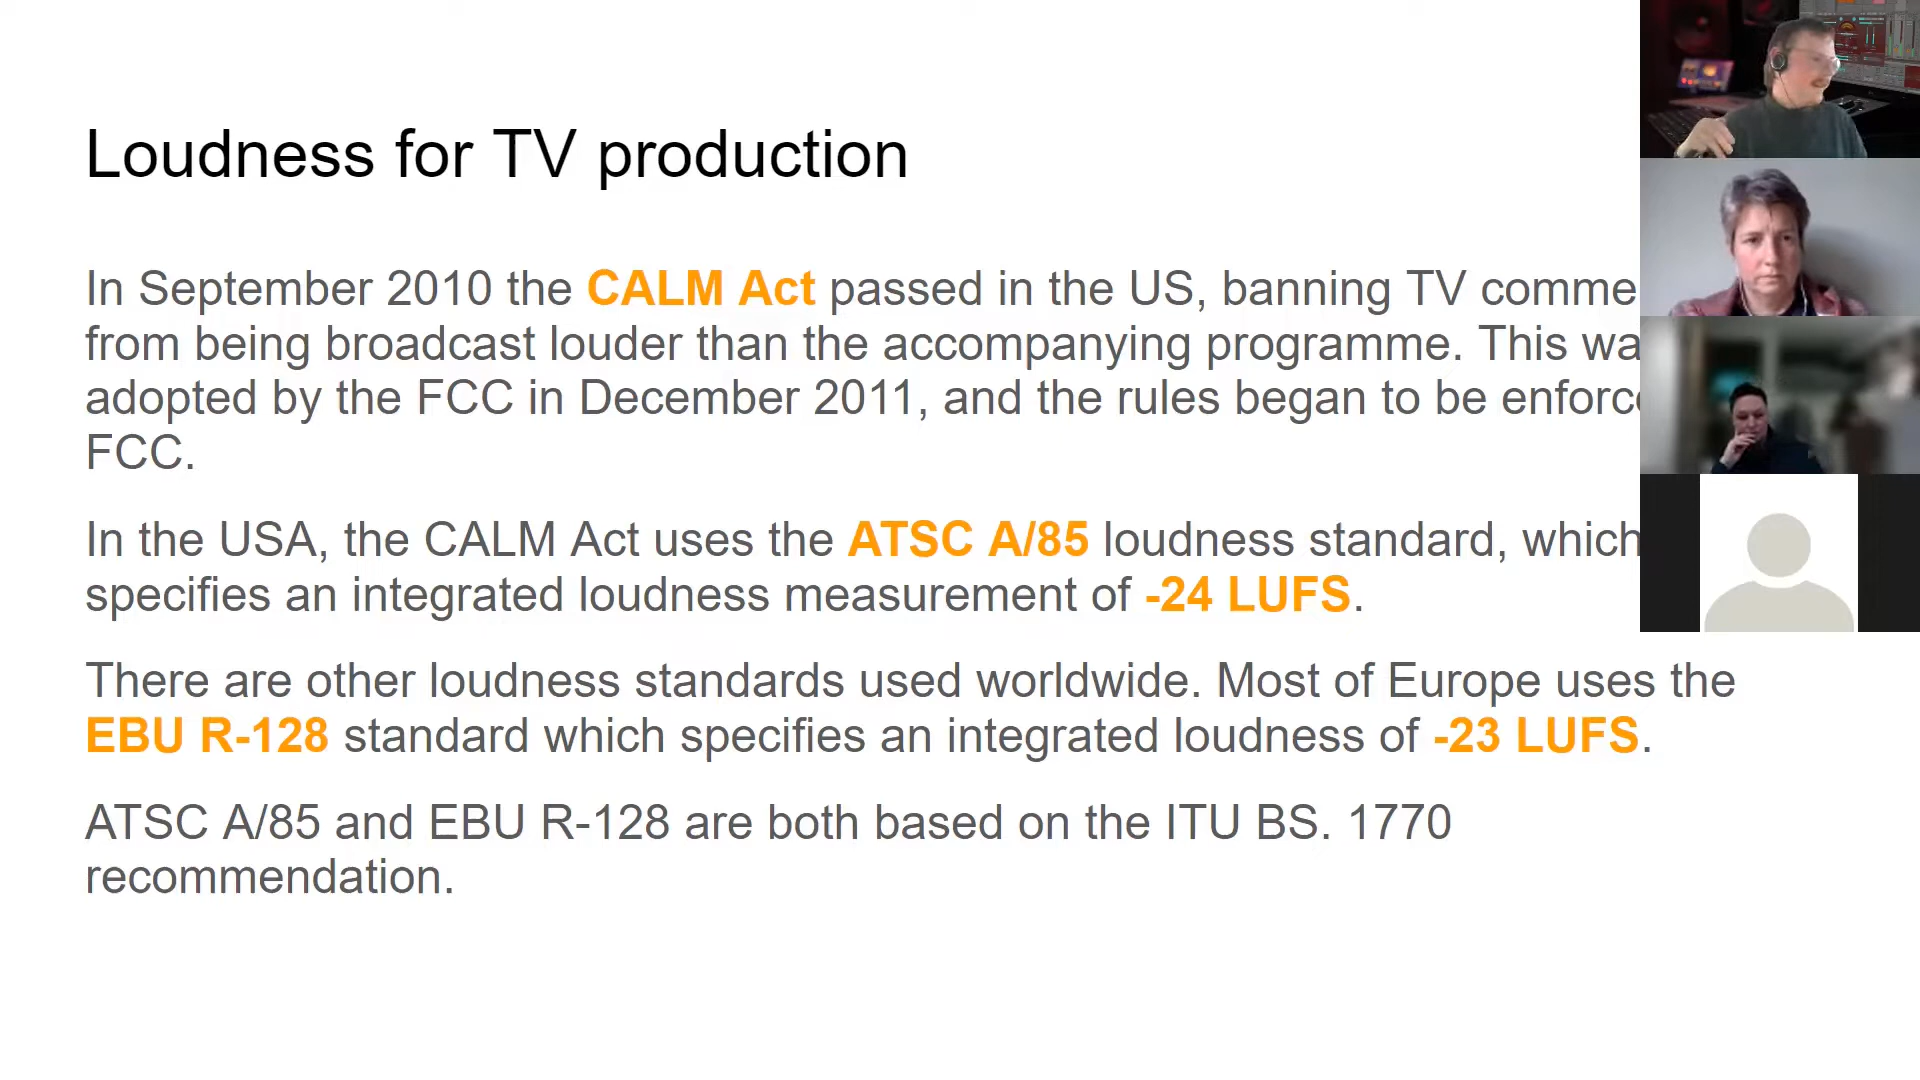 Loudness for TV production
In September 2010 the CALM Act passed in the US, banning TV comme
from being broadcast louder than the accompanying programme. This wa
adopted by the FCC in December 2011, and the rules began to be enforc
FCC.
In the USA, the CALM Act uses the ATSC A/85 loudness standard, which
specifies an integrated loudness measurement of -24 LUFS.
There are other loudness standards used worldwide. Most of Europe uses the
EBU R-128 standard which specifies an integrated loudness of -23 LUFS.
ATSC A/85 and EBU R-128 are both based on the ITU BS. 1770
recommendation.